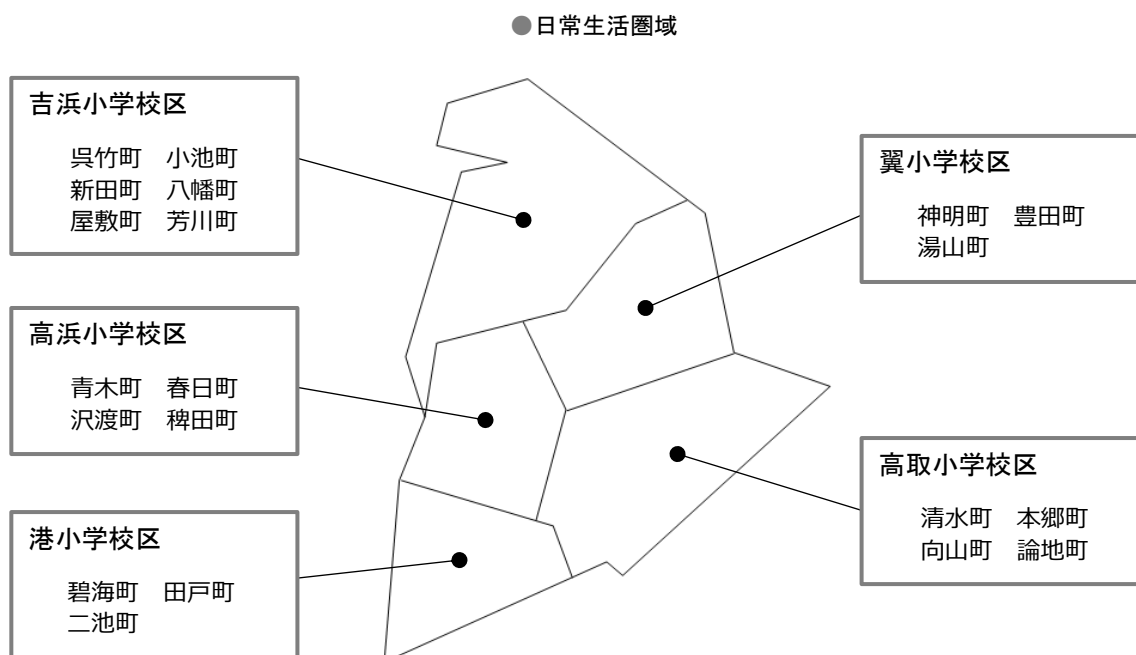 ●日常生活圏域
吉浜小学校区
呉竹町　小池町
新田町　八幡町
屋敷町　芳川町
翼小学校区
神明町　豊田町
湯山町
高浜小学校区
青木町　春日町
沢渡町　稗田町
高取小学校区
清水町　本郷町
向山町　論地町
港小学校区
碧海町　田戸町
二池町